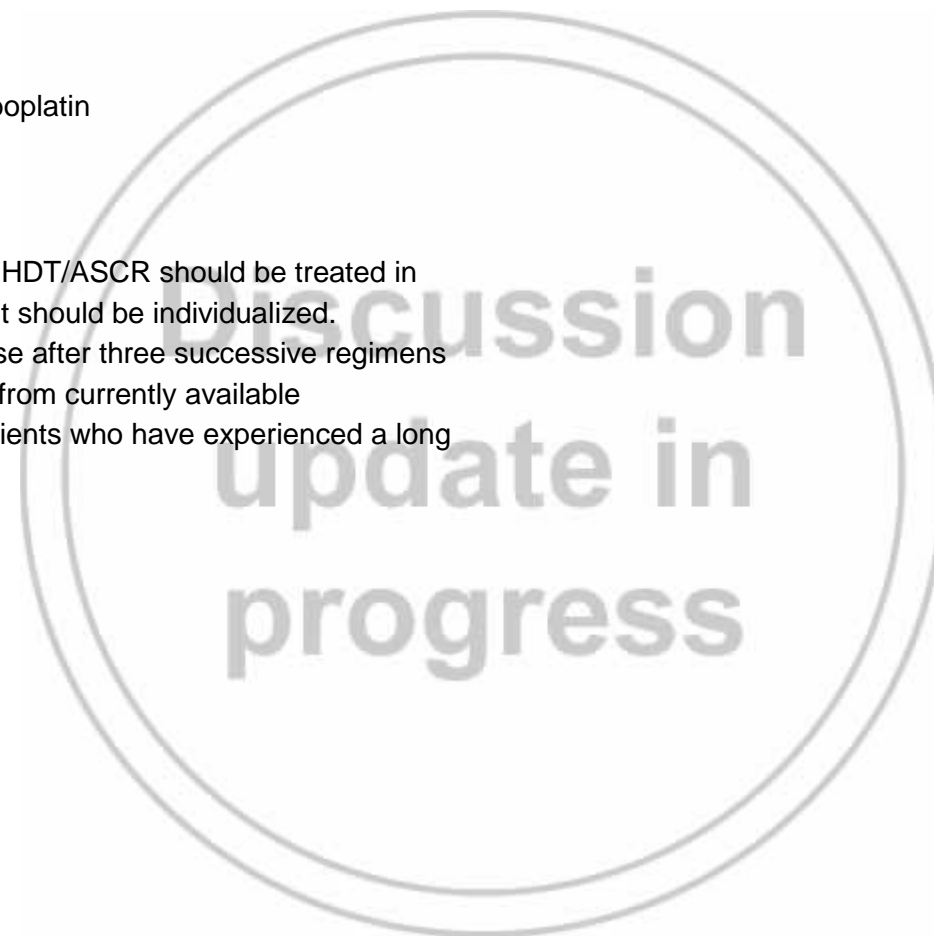 boplatin
HDT/ASCR should be treated in
t should be individualized.
se after three successive regimens
from currently available
ients who have experienced a long
Discussion
update in
progress